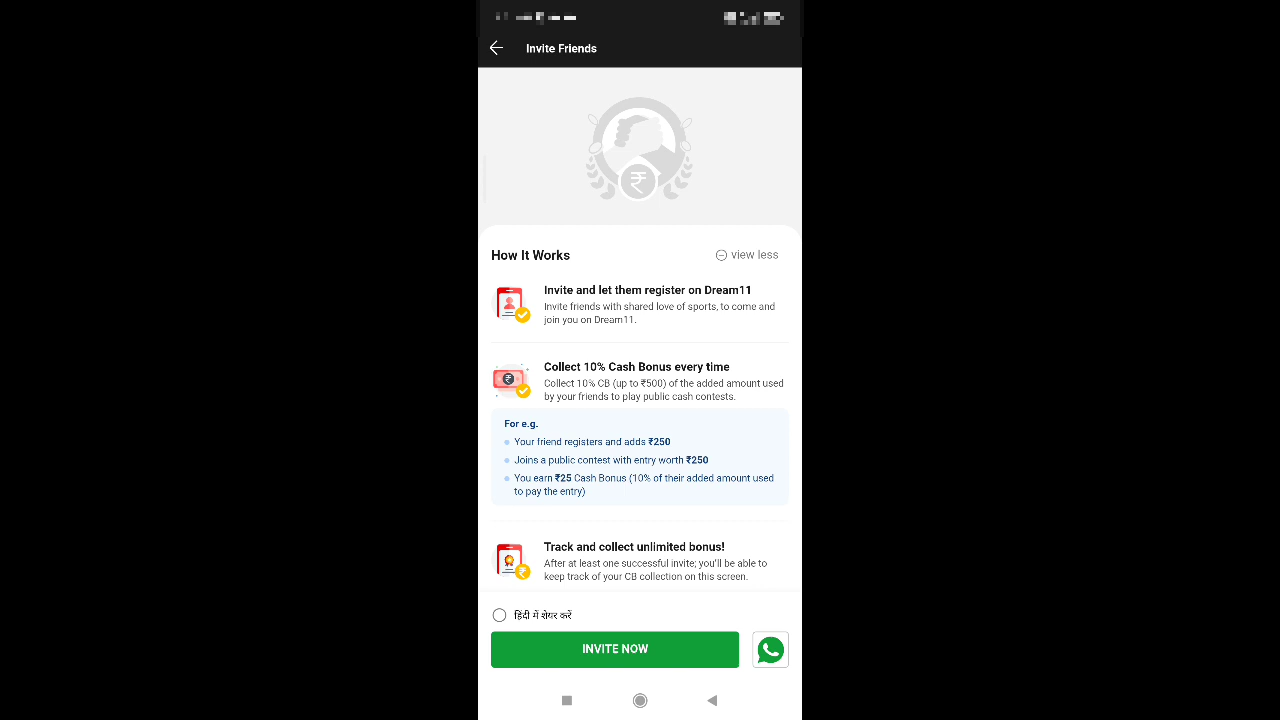 Invite Friends
₹
How It Works
view less
Invite and let them register on Dream11
Invite friends with shared love of sports, to come and
join you on Dream11.
₹
Collect 10% Cash Bonus every time
Collect 10% CB (up to ₹500) of the added amount used
by your friends to play public cash contests.
For e.g.
Your friend registers and adds ₹250
Joins a public contest with entry worth ₹250
You earn ₹25 Cash Bonus (10% of their added amount used
to pay the entry)
₹
Track and collect unlimited bonus!
After at least one successful invite; you'll be able to
keep track of your CB collection on this screen.
हिंदी में शेयर करें
INVITE NOW